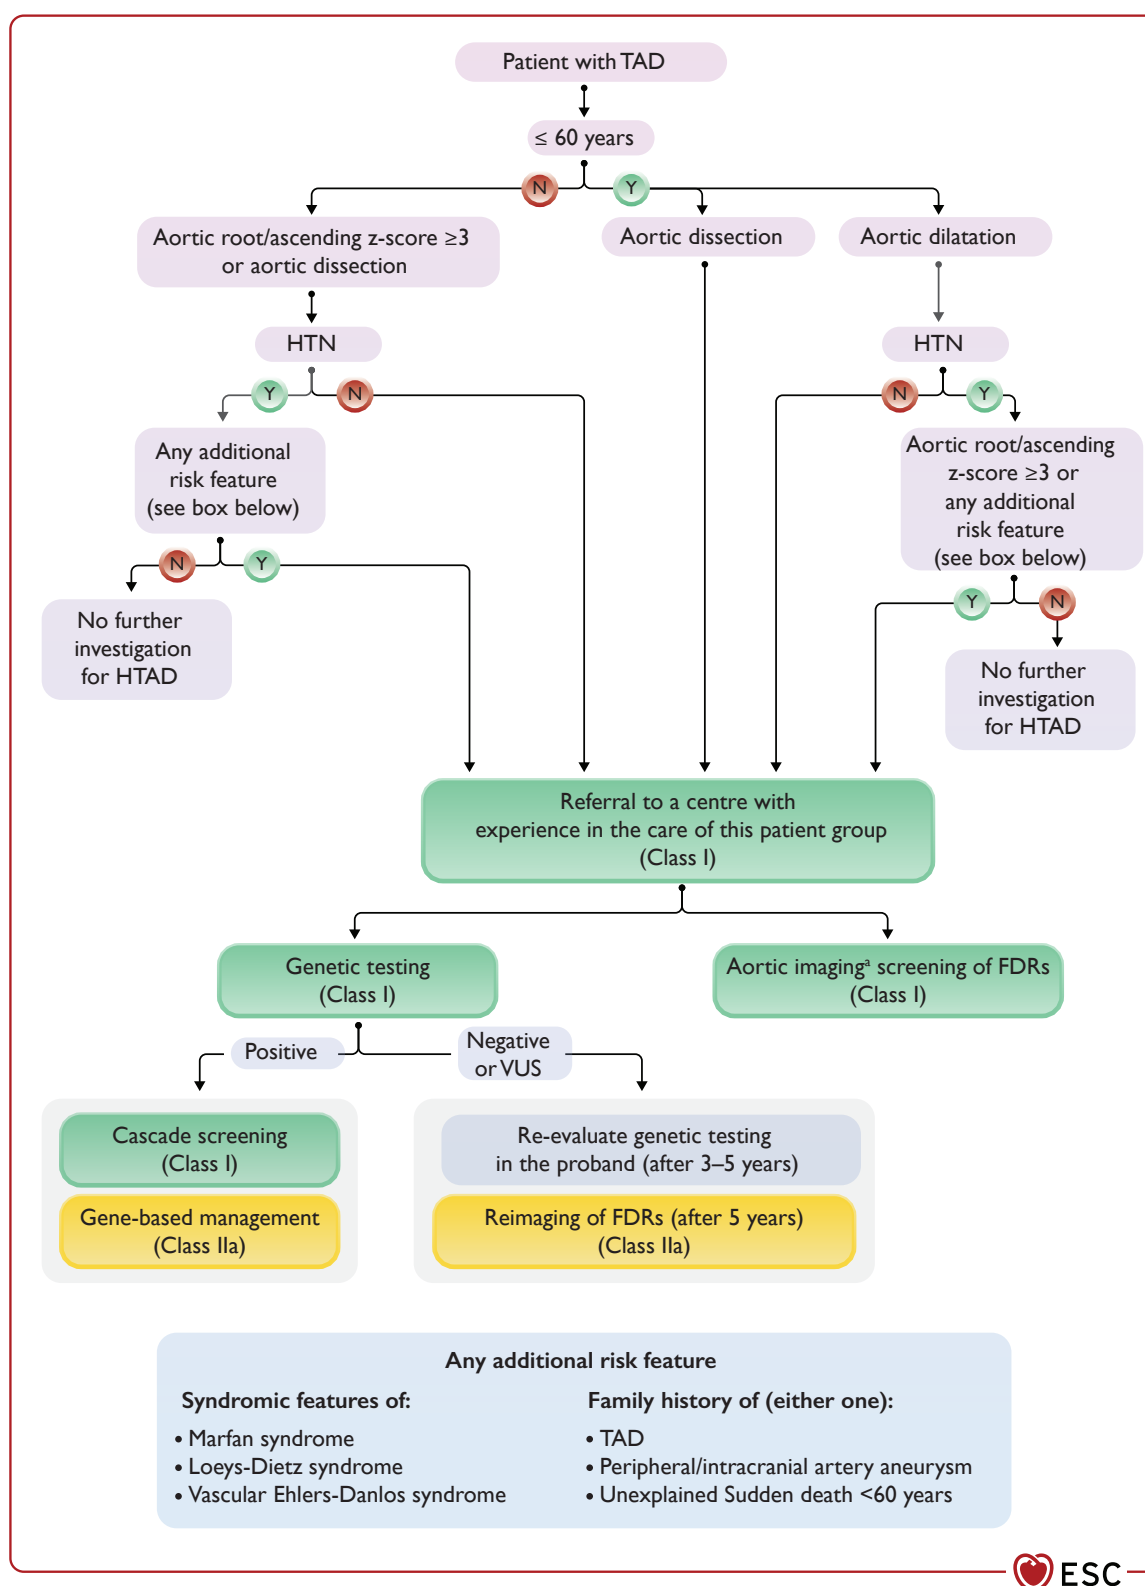 Patient with TAD
≤ 60 years
N
Y
Aortic root/ascending z-score ≥3
or aortic dissection
Aortic dissection
Aortic dilatation
HTN
HTN
Y
N
N
Y
Any additional
risk feature
(see box below)
Aortic root/ascending
z-score ≥3 or
any additional
risk feature
(see box below)
N
Y
Y
N
No further
investigation
for HTAD
No further
investigation
for HTAD
Referral to a centre with
experience in the care of this patient group
(Class I)
Genetic testing
(Class I)
Aortic imagingᵃ screening of FDRs
(Class I)
Positive
Negative
or VUS
Cascade screening
(Class I)
Gene-based management
(Class IIa)
Re-evaluate genetic testing
in the proband (after 3–5 years)
Reimaging of FDRs (after 5 years)
(Class IIa)
Any additional risk feature
Syndromic features of:
• Marfan syndrome
• Loeys-Dietz syndrome
• Vascular Ehlers-Danlos syndrome
Family history of (either one):
• TAD
• Peripheral/intracranial artery aneurysm
• Unexplained Sudden death <60 years
ESC